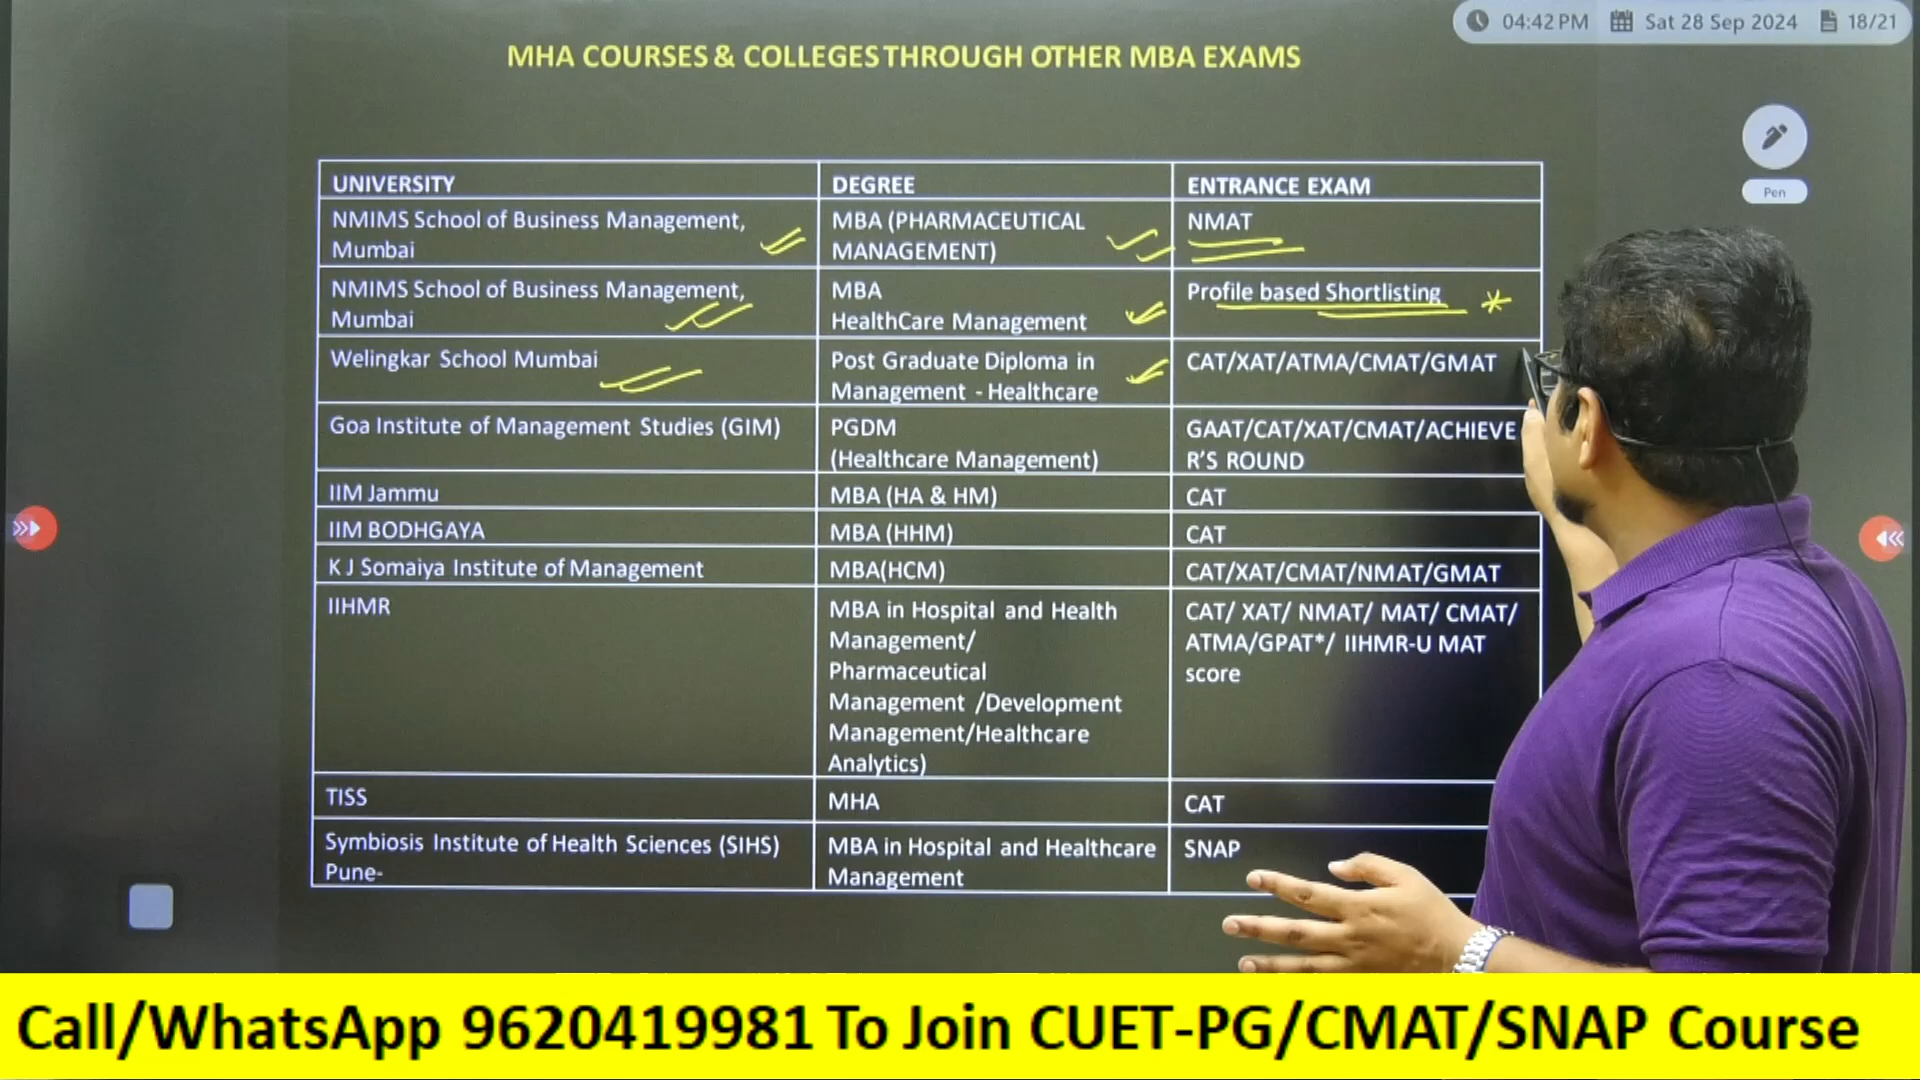 04:42 PM Sat 28 Sep 2024 18/21
MHA COURSES & COLLEGES THROUGH OTHER MBA EXAMS
Pen
UNIVERSITY DEGREE ENTRANCE EXAM
NMIMS School of Business Management, MBA (PHARMACEUTICAL NMAT
Mumbai MANAGEMENT)
NMIMS School of Business Management, MBA Profile based Shortlisting *
Mumbai HealthCare Management
Welingkar School Mumbai Post Graduate Diploma in CAT/XAT/ATMA/CMAT/GMAT
Management - Healthcare
Goa Institute of Management Studies (GIM) PGDM GAAT/CAT/XAT/CMAT/ACHIEVE
(Healthcare Management) R'S ROUND
IIM Jammu MBA (HA & HM) CAT
IIM BODHGAYA MBA (HHM) CAT
K J Somaiya Institute of Management MBA(HCM) CAT/XAT/CMAT/NMAT/GMAT
IIHMR MBA in Hospital and Health CAT/ XAT/ NMAT/ MAT/ CMAT/
Management/ ATMA/GPAT*/ IIHMR-U MAT
Pharmaceutical score
Management /Development
Management/Healthcare
Analytics)
TISS MHA CAT
Symbiosis Institute of Health Sciences (SIHS) MBA in Hospital and Healthcare SNAP
Pune- Management
Call/WhatsApp 9620419981 To Join CUET-PG/CMAT/SNAP Course